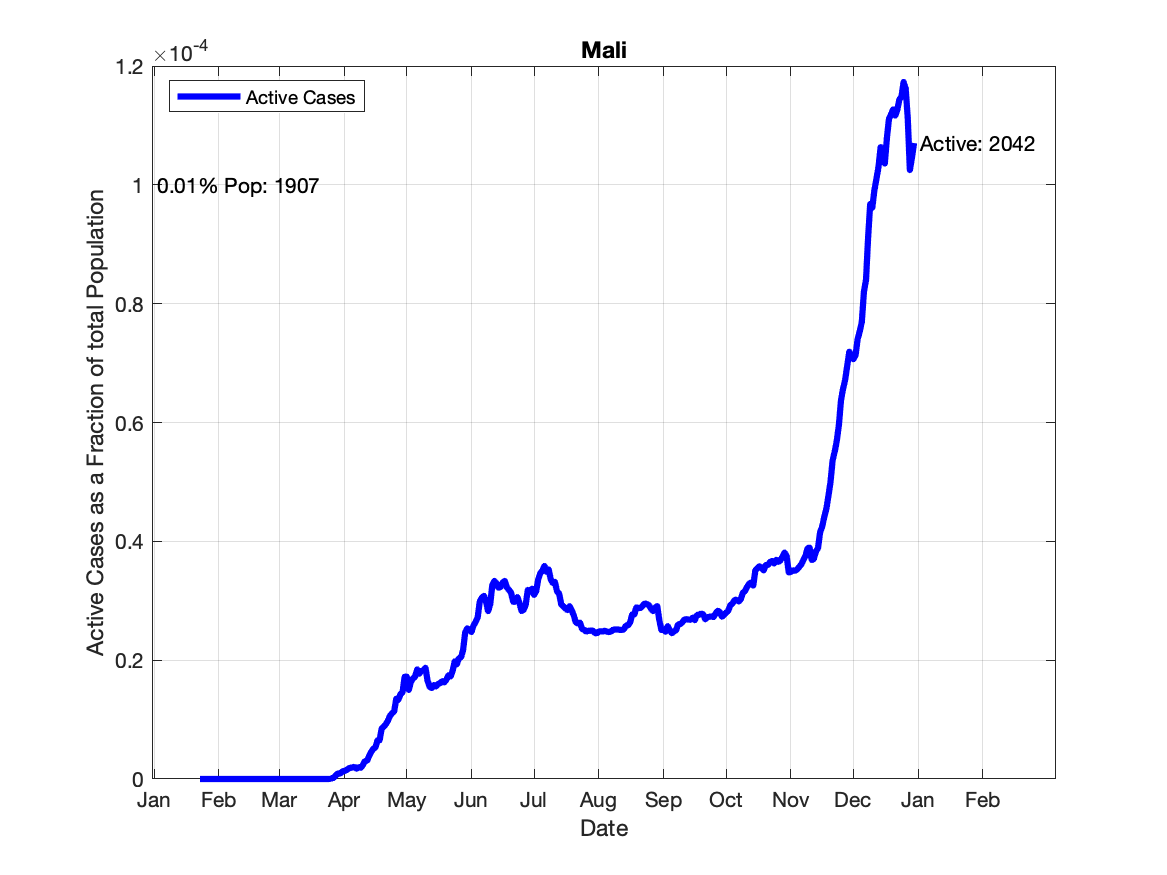 Mali
×10-4
1.2
1
0.8
0.6
0.4
0.2
0
Active Cases
0.01% Pop: 1907
Active: 2042
Active Cases as a Fraction of total Population
Jan Feb Mar Apr May Jun Jul Aug Sep Oct Nov Dec Jan Feb
Date